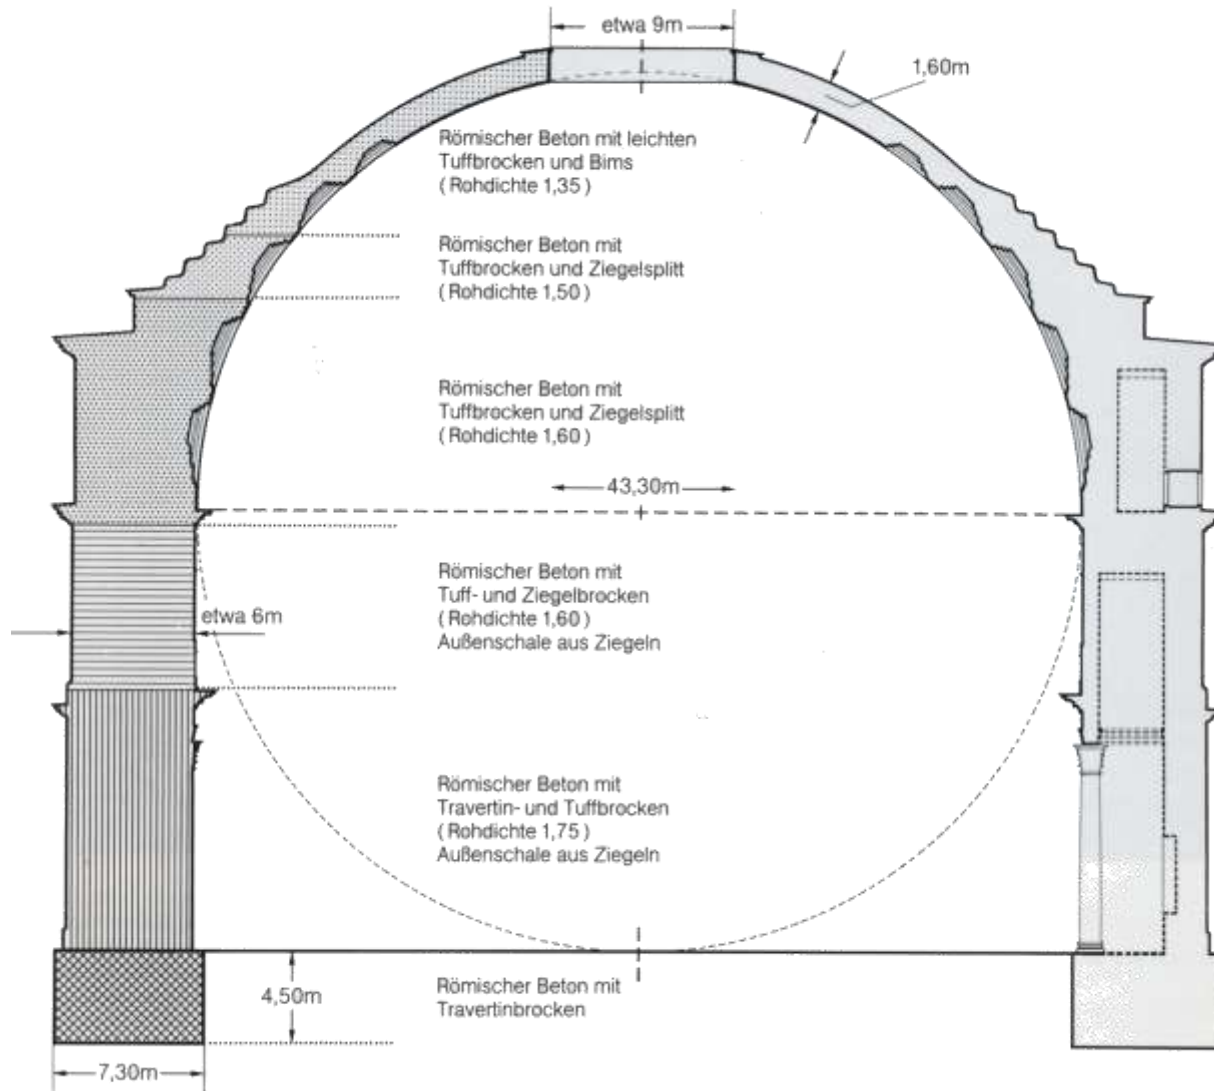 etwa 9m
1,60m
Römischer Beton mit leichten
Tuffbrocken und Bims
( Rohdichte 1,35 )
Römischer Beton mit
Tuffbrocken und Ziegelsplitt
( Rohdichte 1,50 )
Römischer Beton mit
Tuffbrocken und Ziegelsplitt
( Rohdichte 1,60 )
43,30m
Römischer Beton mit
Tuff- und Ziegelbrocken
( Rohdichte 1,60 )
Außenschale aus Ziegeln
etwa 6m
Römischer Beton mit
Travertin- und Tuffbrocken
( Rohdichte 1,75 )
Außenschale aus Ziegeln
4,50m
Römischer Beton mit
Travertinbrocken
7,30m